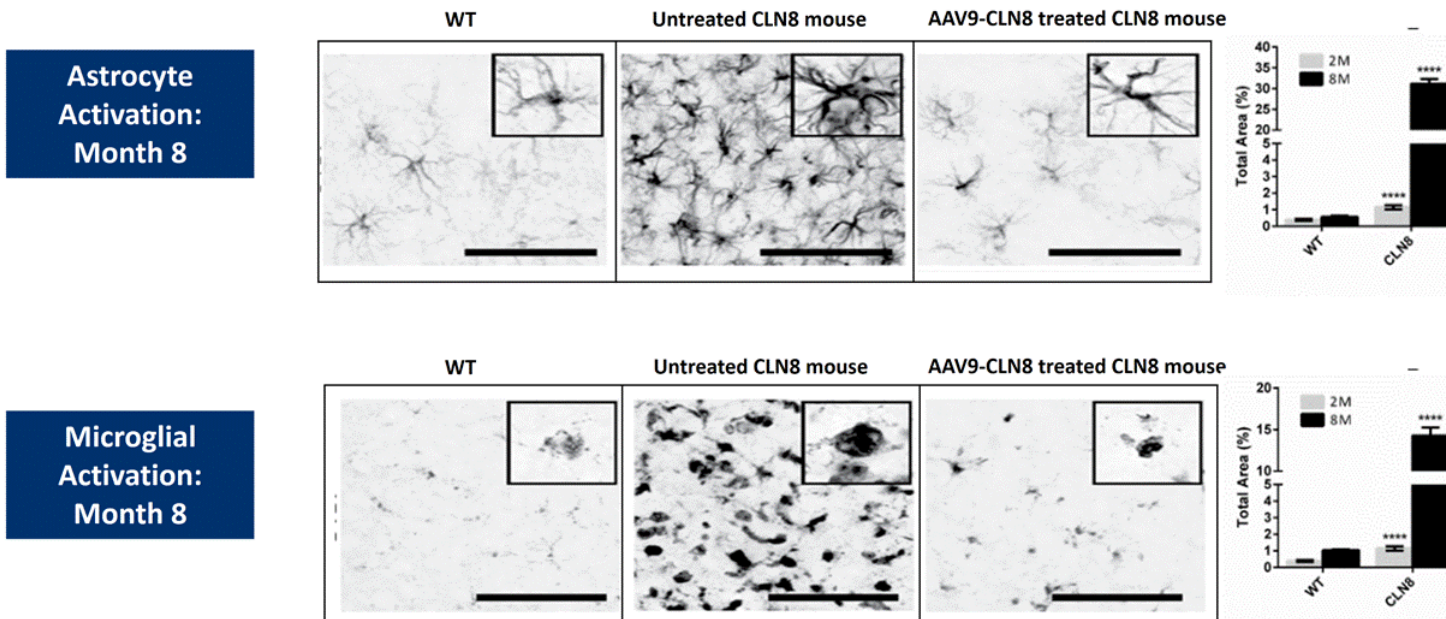 WT
Untreated CLN8 mouse
AAV9-CLN8 treated CLN8 mouse
Astrocyte
Activation:
Month 8
Total Area (%)
40
35
30
25
20
5
4
3
2
1
0
2M
8M
****
****
WT
CLN8
WT
Untreated CLN8 mouse
AAV9-CLN8 treated CLN8 mouse
Microglial
Activation:
Month 8
Total Area (%)
20
15
10
5
4
3
2
1
0
2M
8M
****
****
WT
CLN8